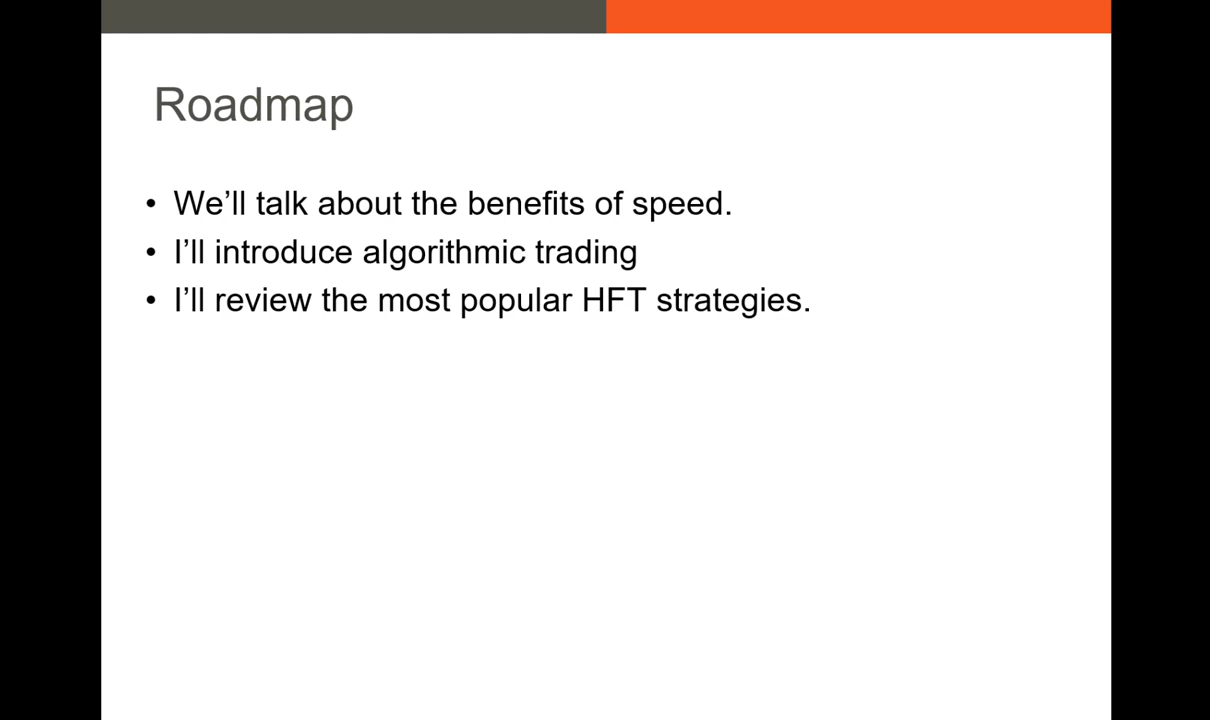 Roadmap
• We’ll talk about the benefits of speed.
• I’ll introduce algorithmic trading
• I’ll review the most popular HFT strategies.